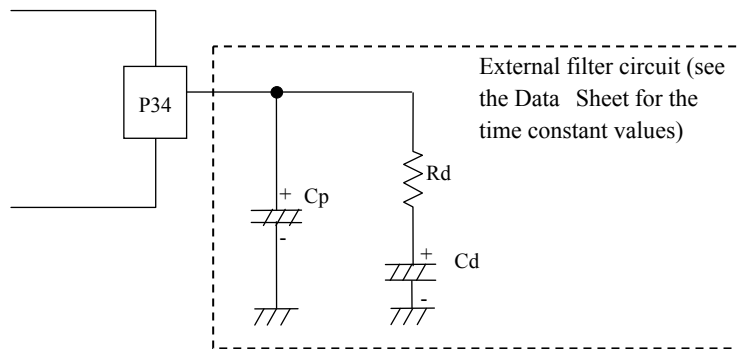 External filter circuit (see
the Data Sheet for the
time constant values)
P34
Rd
+ Cp
-
+ Cd
-